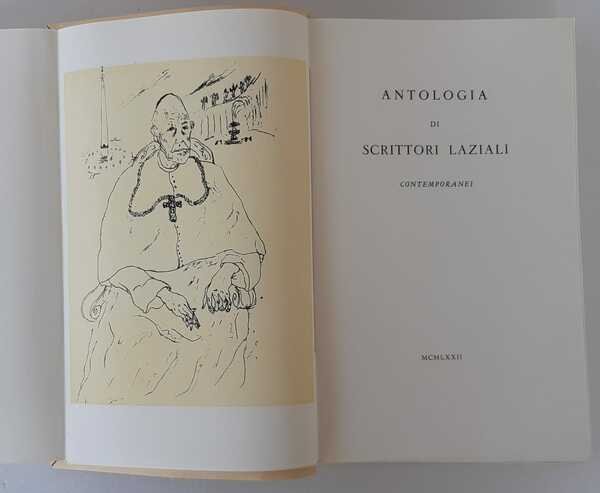 ANTOLOGIA
DI
SCRITTORI LAZIALI
CONTEMPORANEI
MCMLXXII